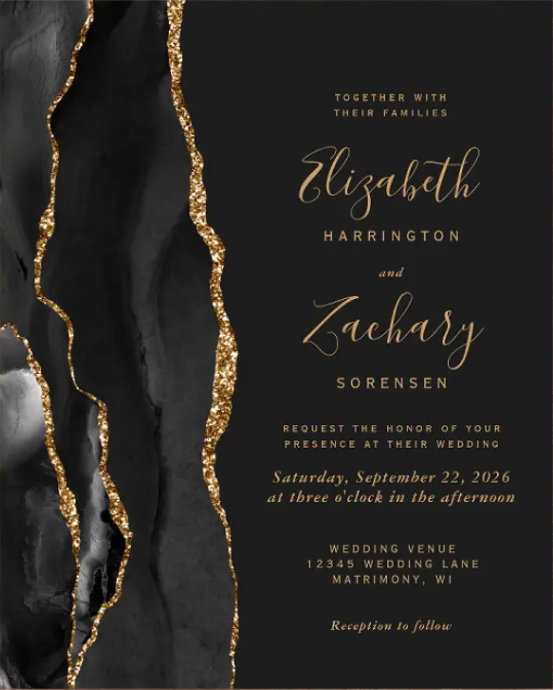 TOGETHER WITH
THEIR FAMILIES
Elizabeth
HARRINGTON
and
Zachary
SORENSEN
REQUEST THE HONOR OF YOUR
PRESENCE AT THEIR WEDDING
Saturday, September 22, 2026
at three o'clock in the afternoon
WEDDING VENUE
12345 WEDDING LANE
MATRIMONY, WI
Reception to follow